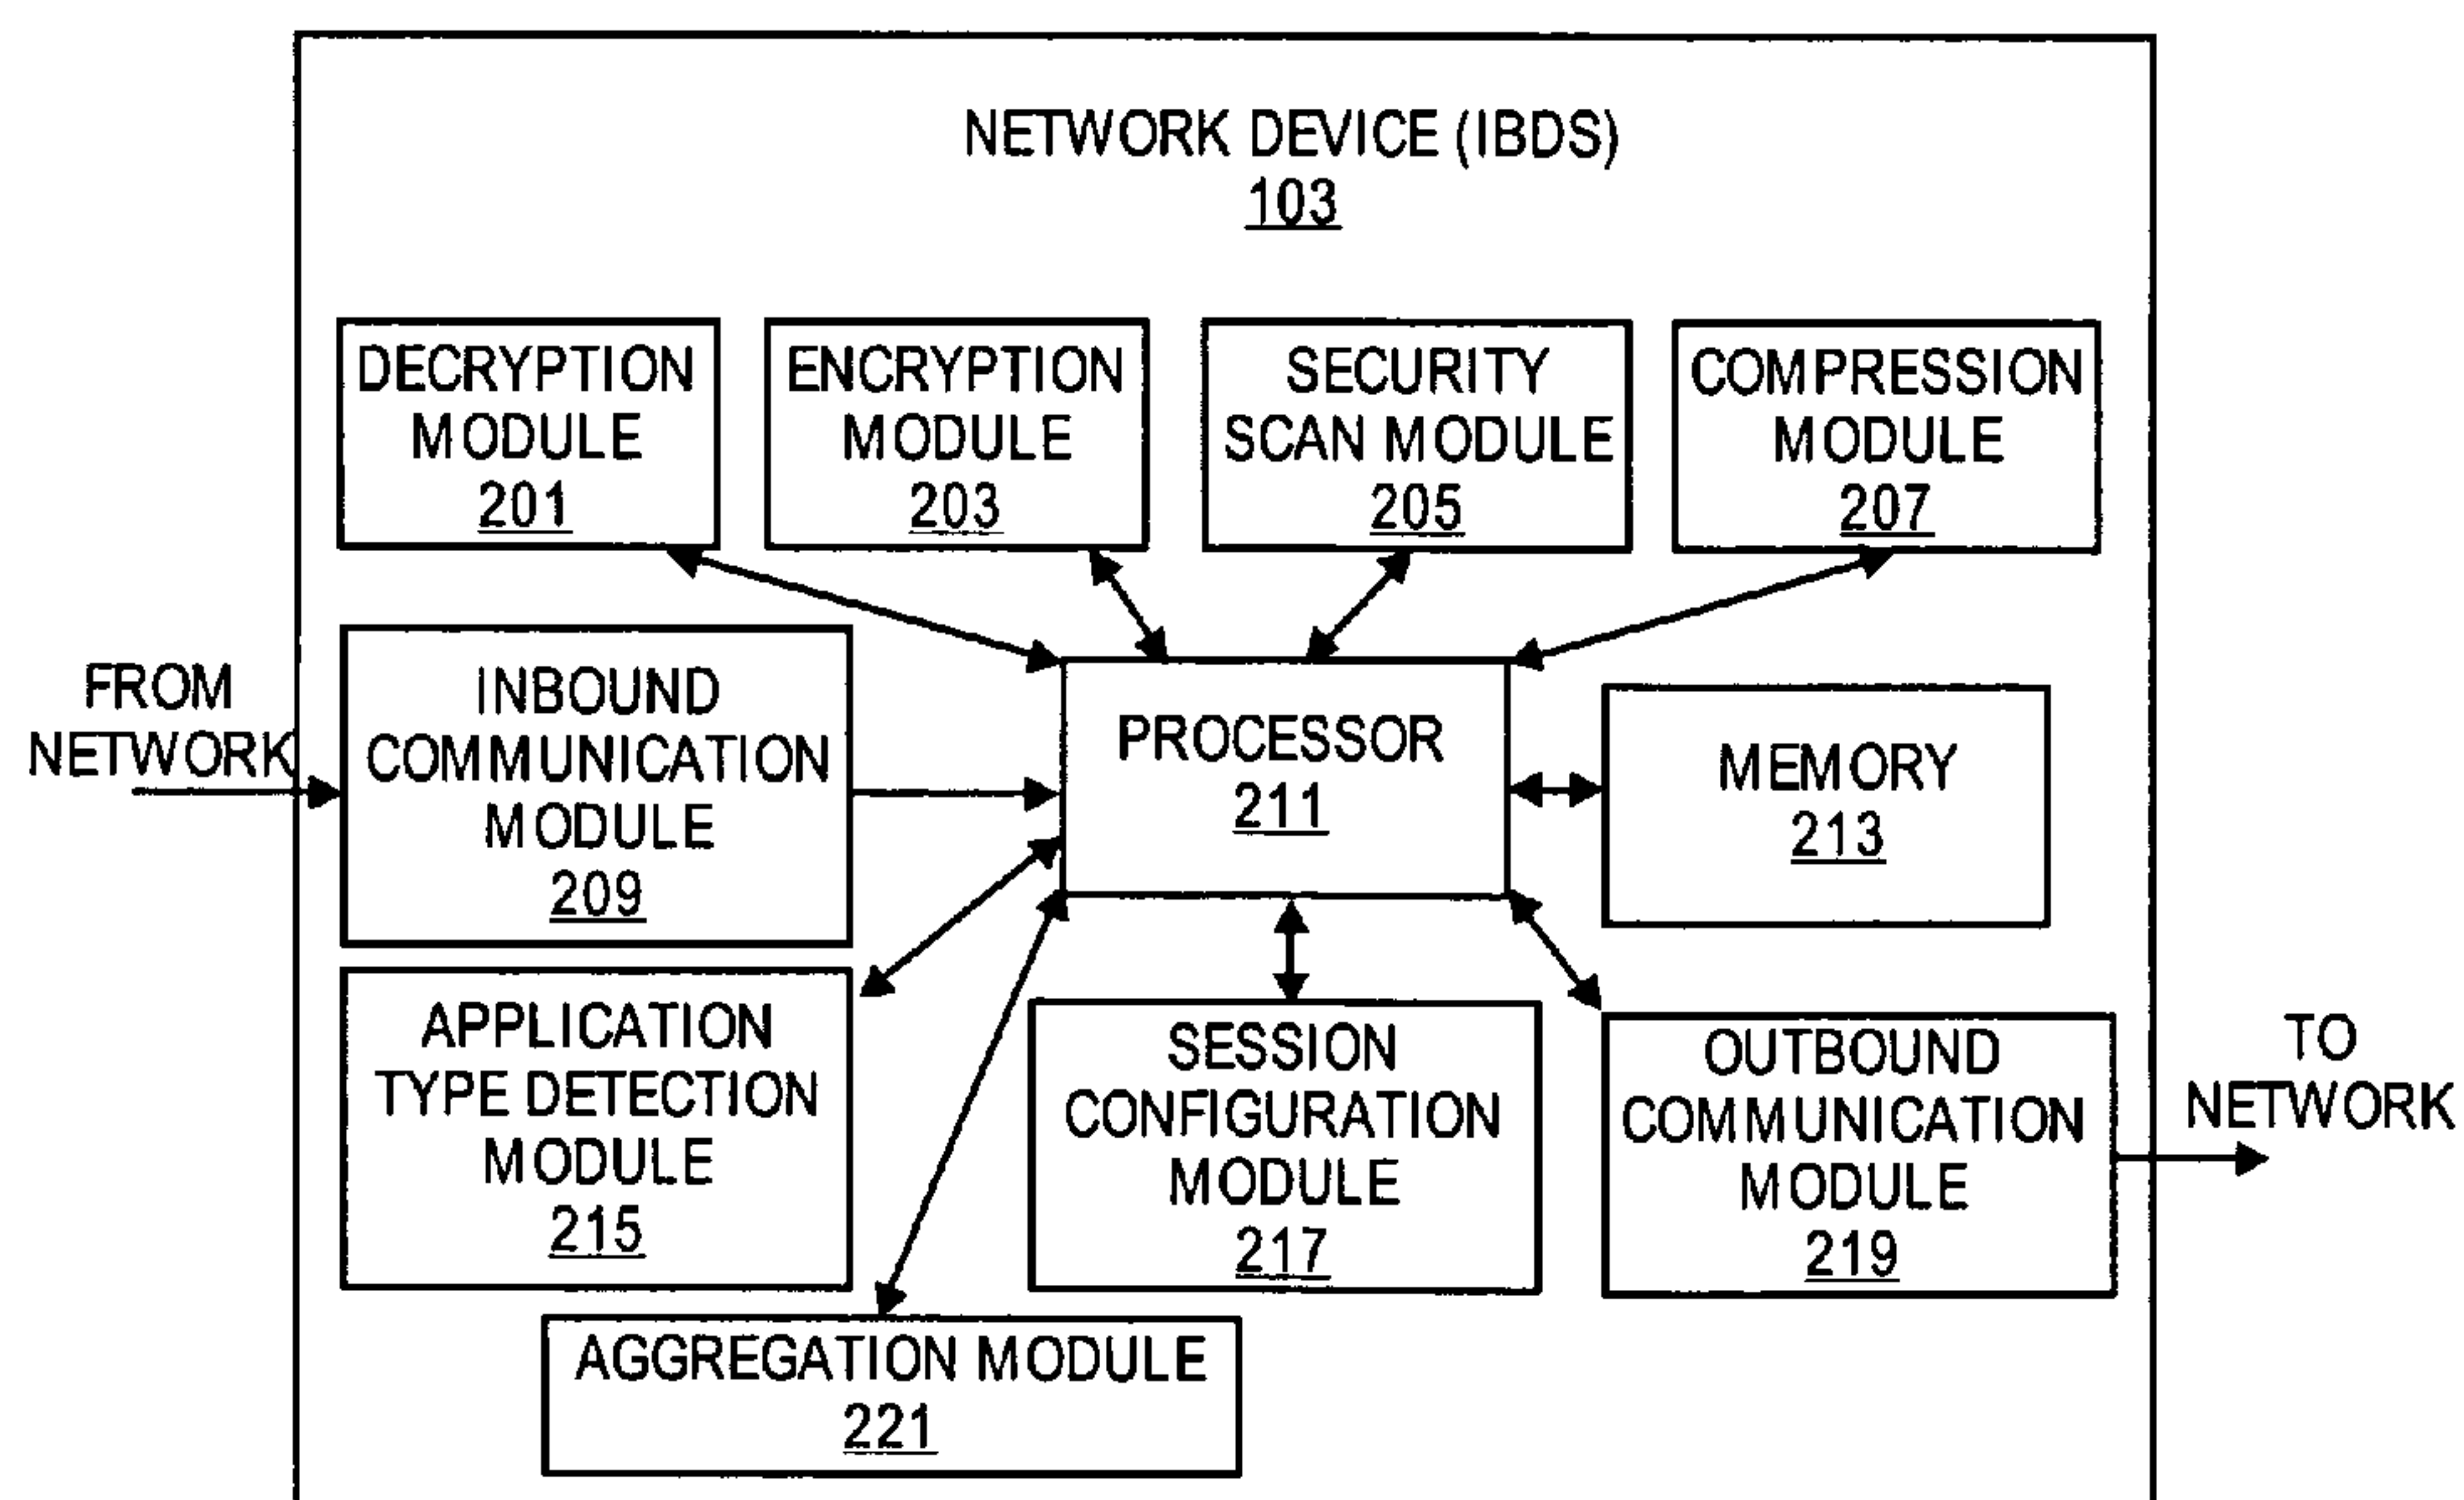 NETWORK DEVICE (IBDS)
103
DECRYPTION
MODULE
201
ENCRYPTION
MODULE
203
SECURITY
SCAN MODULE
205
COMPRESSION
MODULE
207
FROM
NETWORK
INBOUND
COMMUNICATION
MODULE
209
PROCESSOR
211
MEMORY
213
APPLICATION
TYPE DETECTION
MODULE
215
SESSION
CONFIGURATION
MODULE
217
OUTBOUND
COMMUNICATION
MODULE
219
TO
NETWORK
AGGREGATION MODULE
221